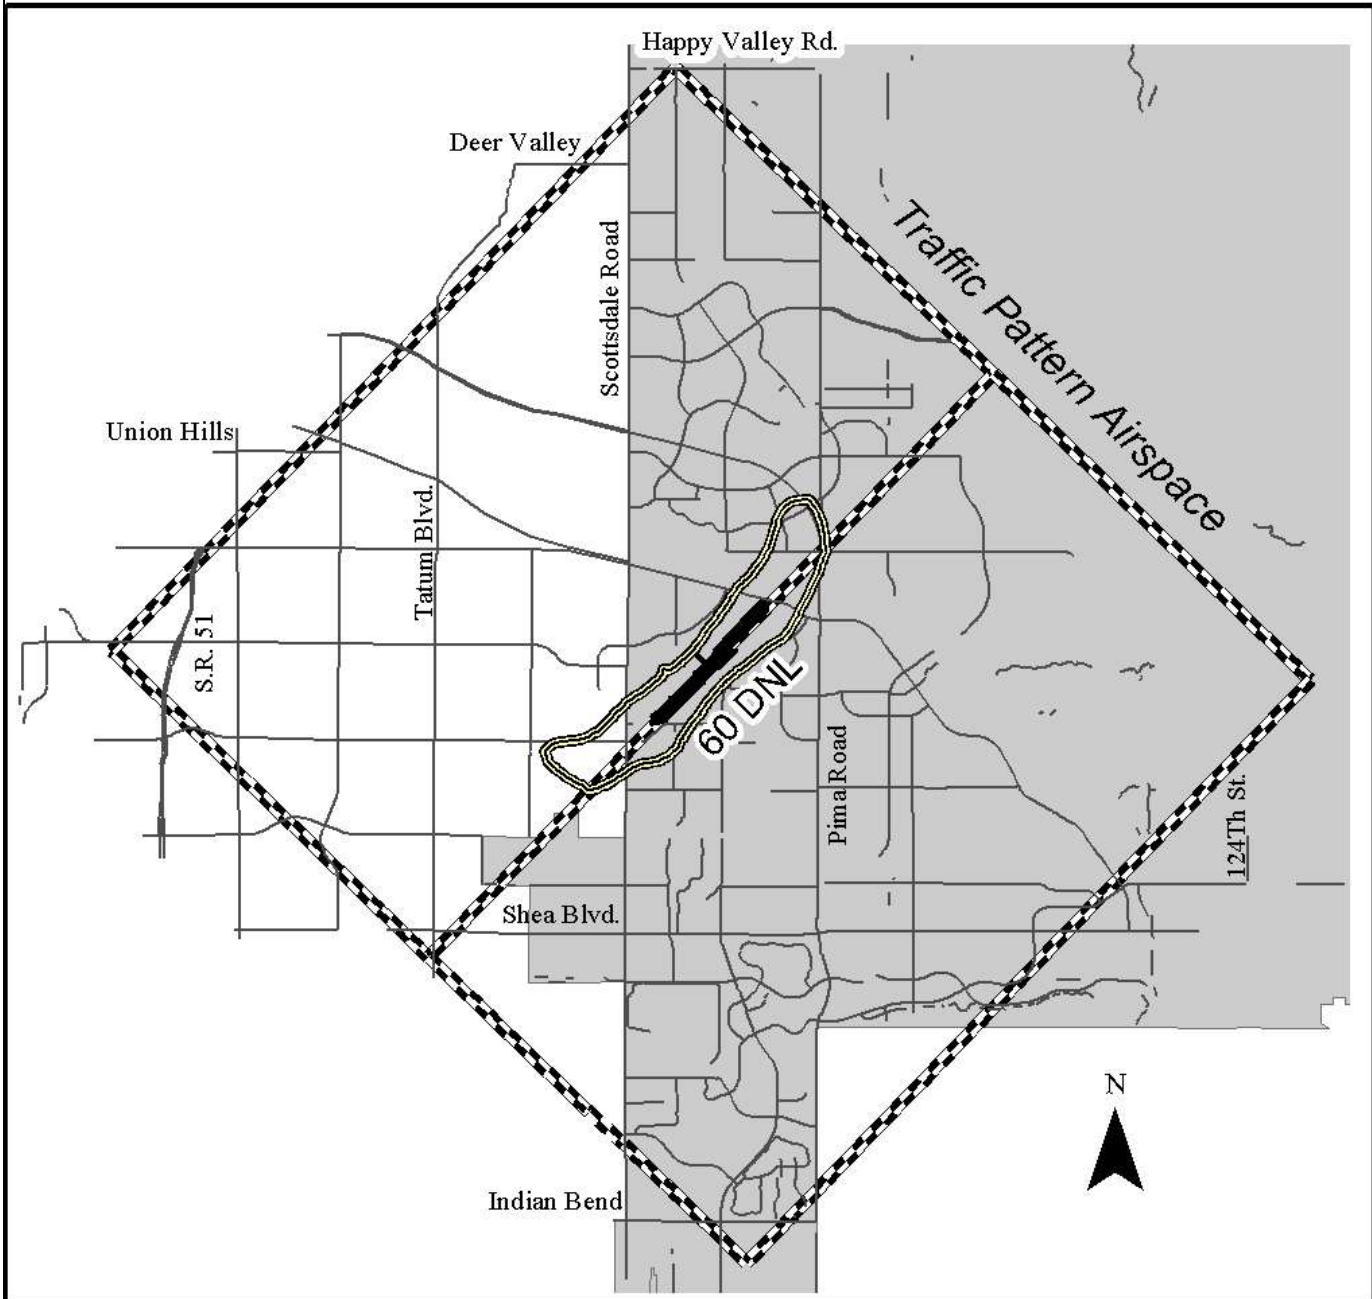 Happy Valley Rd.
Deer Valley
Scottsdale Road
Traffic Pattern Airspace
Union Hills
Tatum Blvd.
S.R. 51
60 DNL
Pima Road
124Th St.
Shea Blvd.
N
Indian Bend